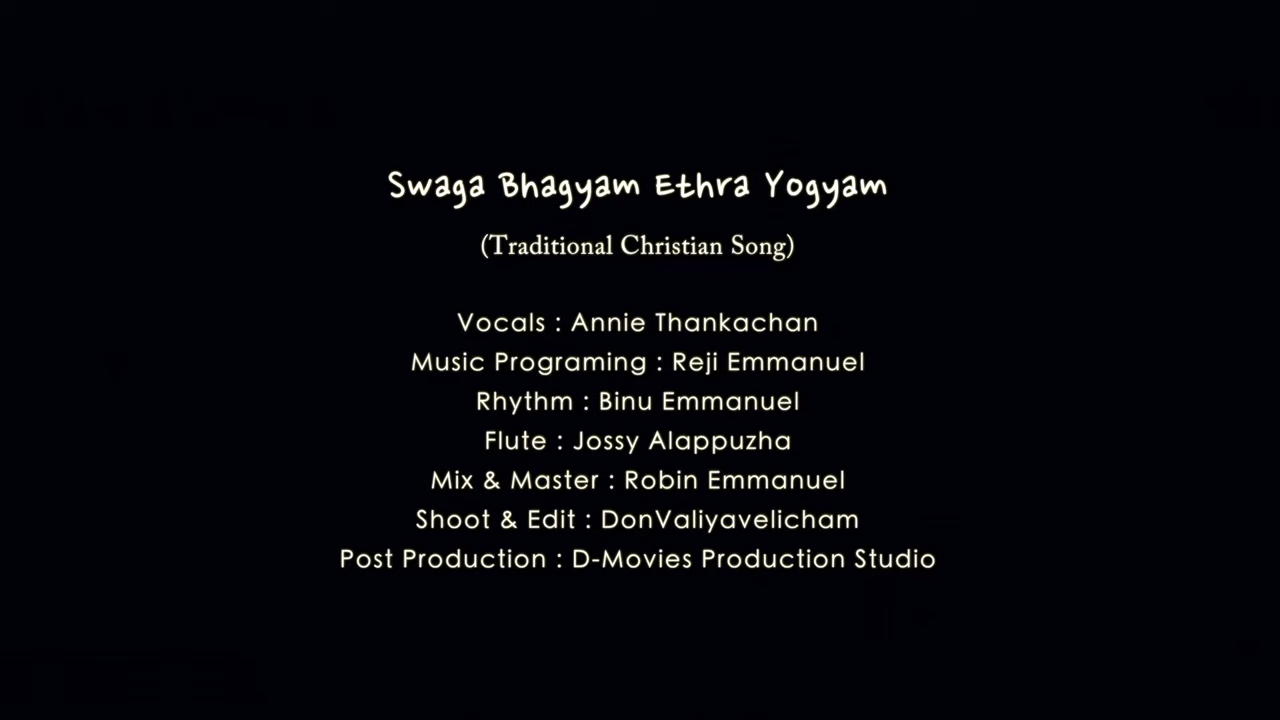 Swaga Bhagyam Ethra Yogyam
(Traditional Christian Song)
Vocals : Annie Thankachan
Music Programing : Reji Emmanuel
Rhythm : Binu Emmanuel
Flute : Jossy Alappuzha
Mix & Master : Robin Emmanuel
Shoot & Edit : DonValiyavelicham
Post Production : D-Movies Production Studio